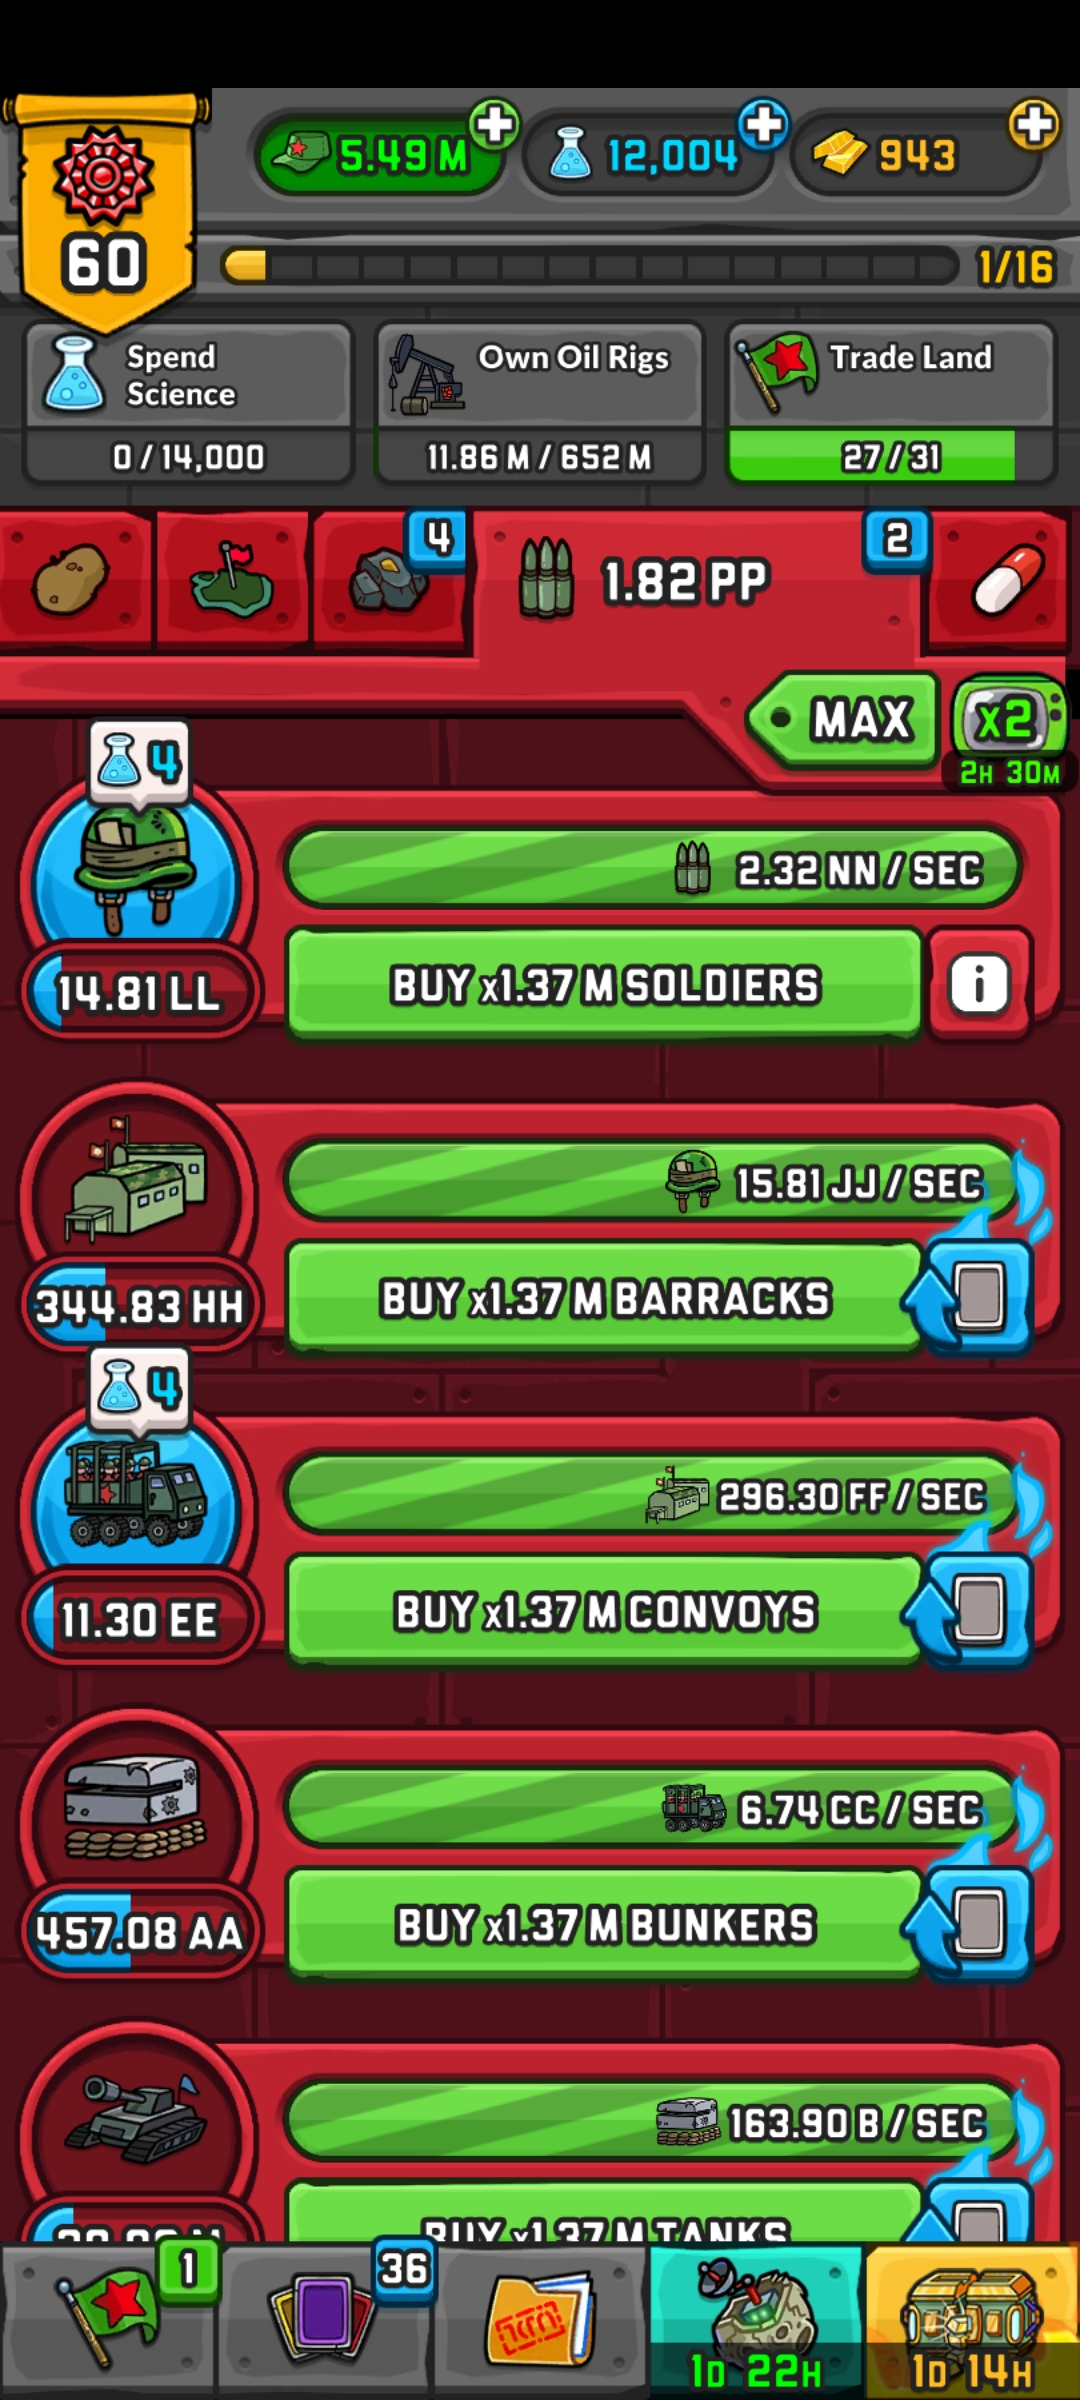 5.49 M
12,004
943
60
1/16
Spend
Science
Own Oil Rigs
Trade Land
0 / 14,000
11.86 M / 652 M
27 / 31
4
1.82 PP
2
MAX
x2
2H 30M
4
2.32 NN / SEC
14.81 LL
BUY x1.37 M SOLDIERS
i
15.81 JJ / SEC
344.83 HH
BUY x1.37 M BARRACKS
4
296.30 FF / SEC
11.30 EE
BUY x1.37 M CONVOYS
6.74 CC / SEC
457.08 AA
BUY x1.37 M BUNKERS
163.90 B / SEC
BUY x1.37 M TANKS
1
36
1D 22H
1D 14H